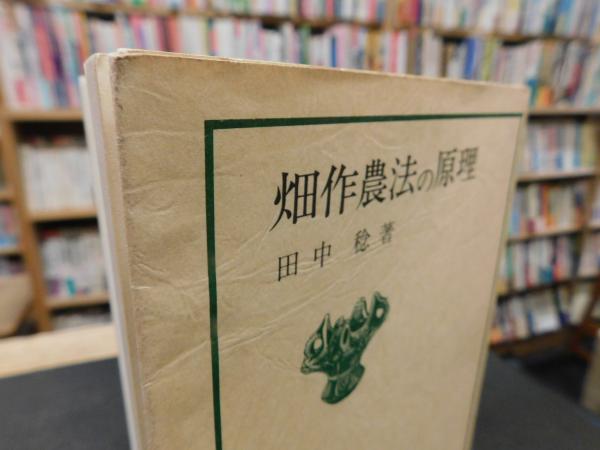 畑作農法の原理
田中 稔著